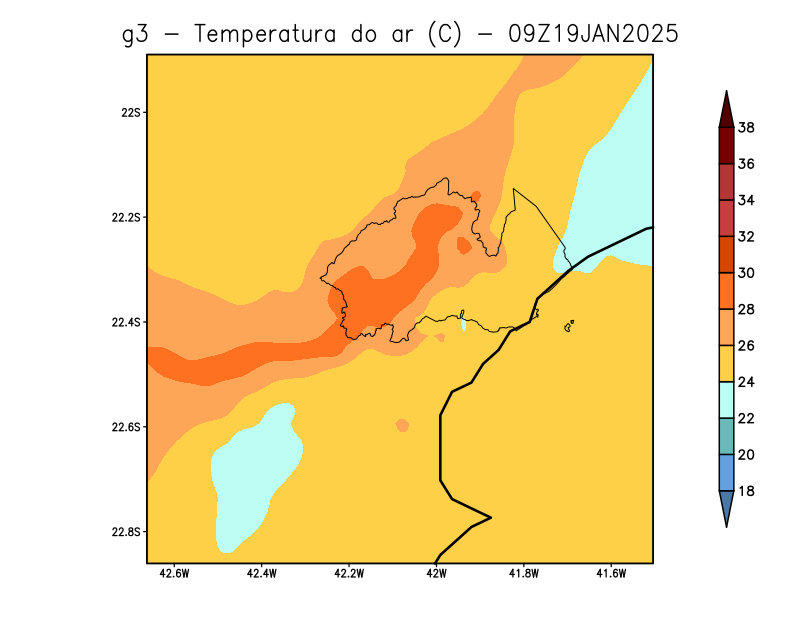 g3 – Temperatura do ar (C) – 09Z19JAN2025
22S
22.2S
22.4S
22.6S
22.8S
42.6W
42.4W
42.2W
42W
41.8W
41.6W
38
36
34
32
30
28
26
24
22
20
18